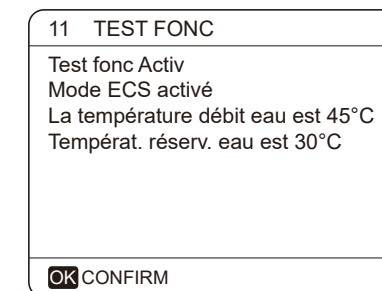 11 TEST FONC
Test fonc Activ
Mode ECS activé
La température débit eau est 45°C
Températ. réserv. eau est 30°C
OK CONFIRM